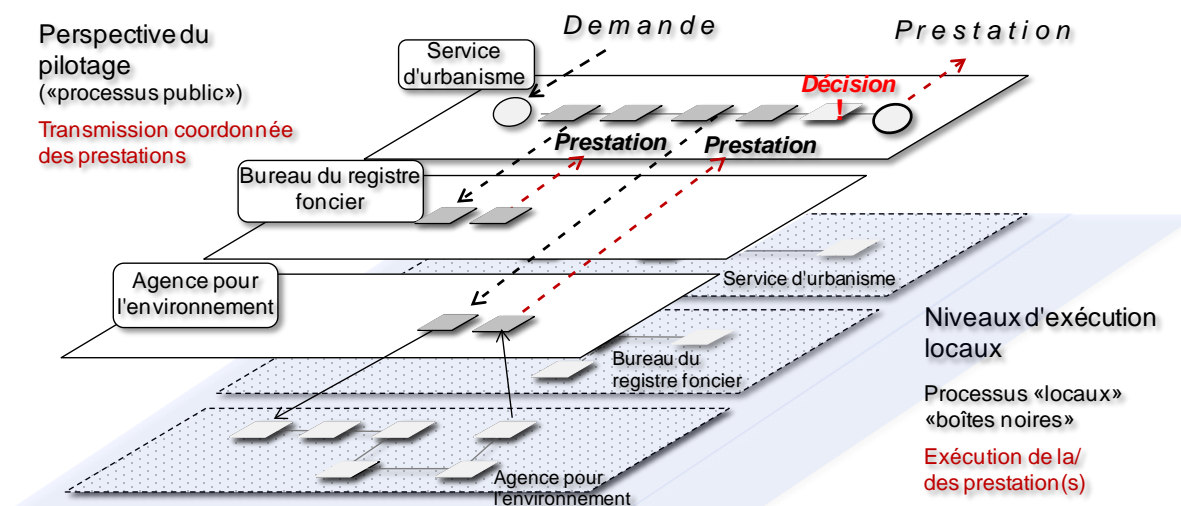 Perspective du
pilotage
(«processus public»)
Transmission coordonnée
des prestations
Demande
Prestation
Service
d'urbanisme
Décision
!
Prestation
Prestation
Bureau du registre
foncier
Agence pour
l'environnement
Service d'urbanisme
Bureau du
registre foncier
Agence pour
l'environnement
Niveaux d'exécution
locaux
Processus «locaux»
«boîtes noires»
Exécution de la/
des prestation(s)